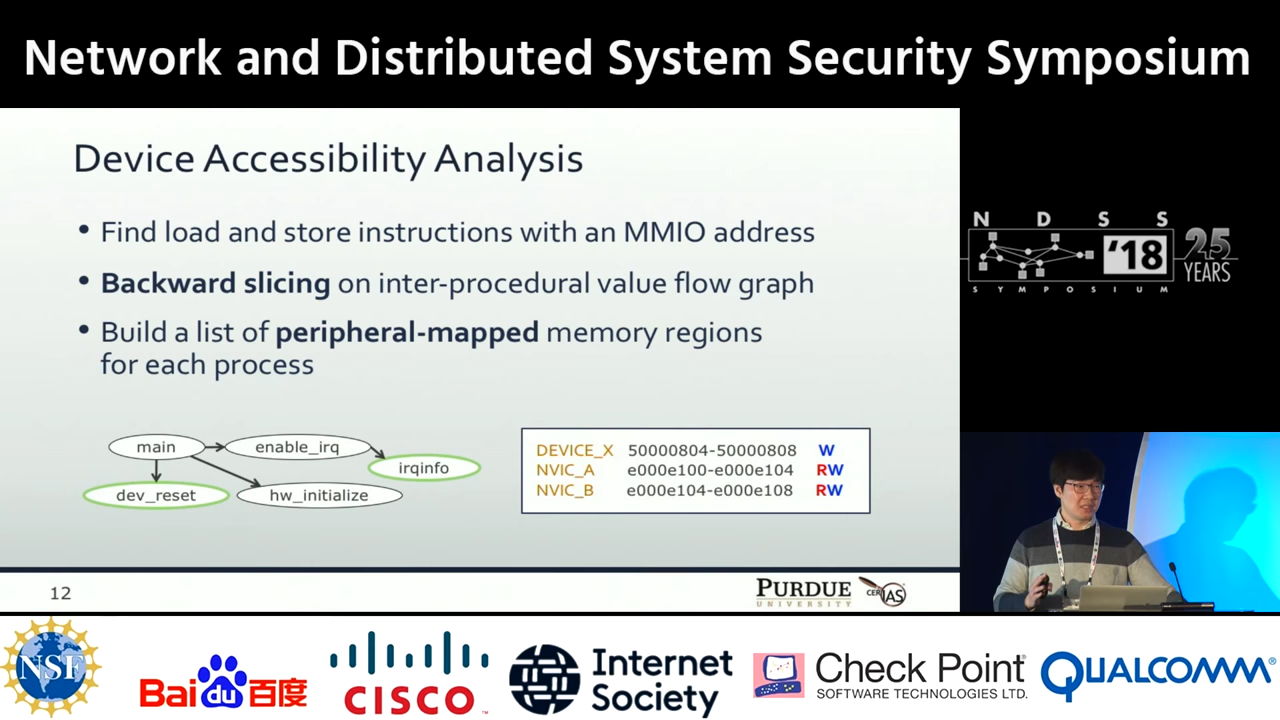 Network and Distributed System Security Symposium
Device Accessibility Analysis
• Find load and store instructions with an MMIO address
• Backward slicing on inter-procedural value flow graph
• Build a list of peripheral-mapped memory regions
for each process
main
enable_irq
irqinfo
dev_reset
hw_initialize
DEVICE_X 50000804-50000808 W
NVIC_A e000e100-e000e104 RW
NVIC_B e000e104-e000e108 RW
12
PURDUE
UNIVERSITY
CERIAS
N D S S
'18
25
YEARS
SYMPOSIUM
NSF
Baidu百度
CISCO
Internet
Society
Check Point
SOFTWARE TECHNOLOGIES LTD.
QUALCOMM®